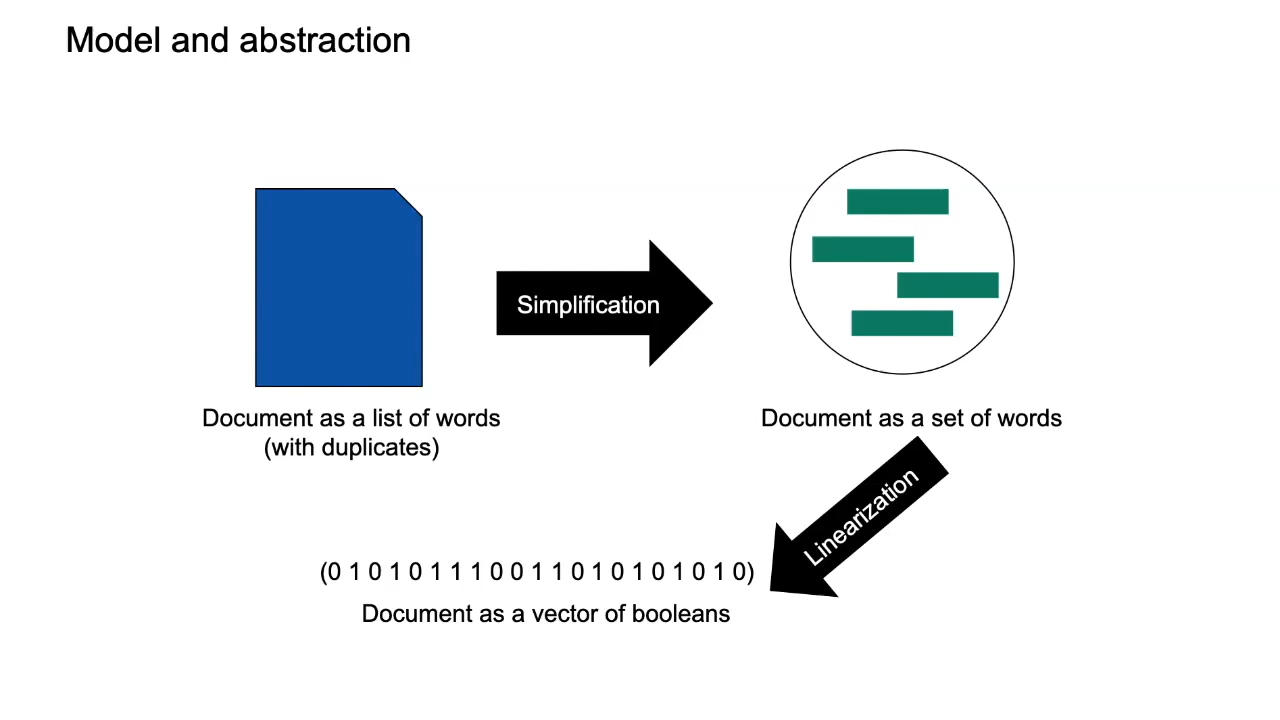 Model and abstraction
Simplification
Document as a list of words
(with duplicates)
Document as a set of words
Linearization
(0 1 0 1 0 1 1 1 0 0 1 1 0 1 0 1 0 1 0 1 0)
Document as a vector of booleans